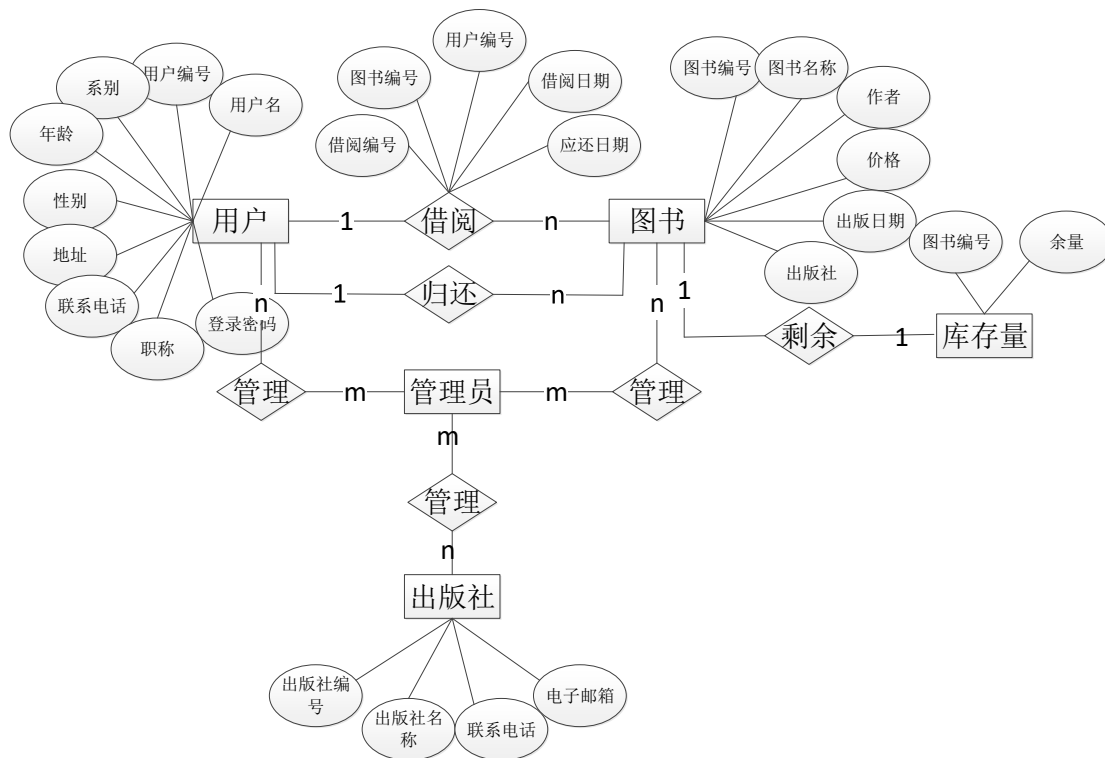 用户编号
图书编号
图书名称
用户编号
系别
图书编号
借阅日期
用户名
作者
年龄
借阅编号
应还日期
价格
性别
用户
1
借阅
n
图书
出版日期
图书编号
余量
地址
出版社
联系电话
n
1
归还
n
n
1
登录密码
职称
剩余
1
库存量
管理
m
管理员
m
管理
m
管理
n
出版社
出版社编
号
电子邮箱
出版社名
称
联系电话